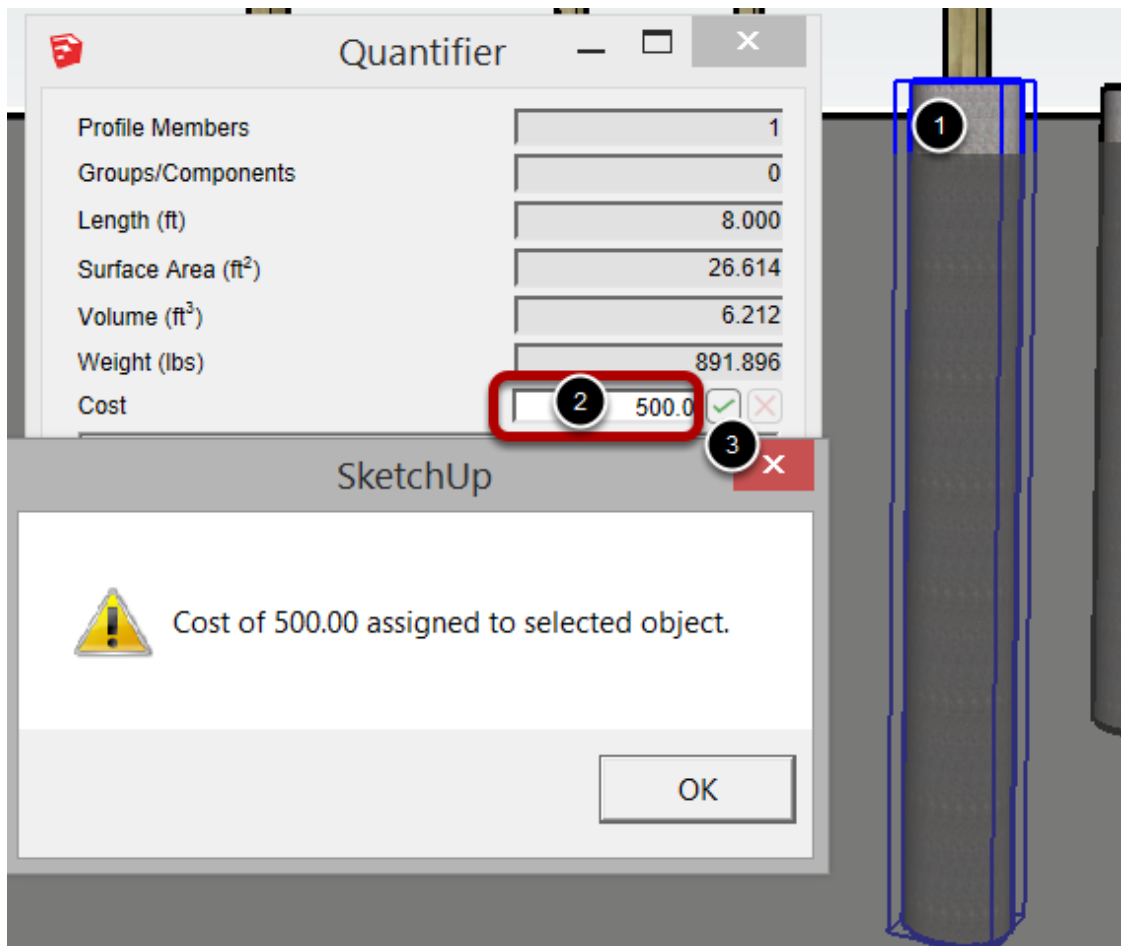 Quantifier
Profile Members 1
Groups/Components 0
Length (ft) 8.000
Surface Area (ft²) 26.614
Volume (ft³) 6.212
Weight (lbs) 891.896
Cost 2 500.0
3
SketchUp
Cost of 500.00 assigned to selected object.
OK
1